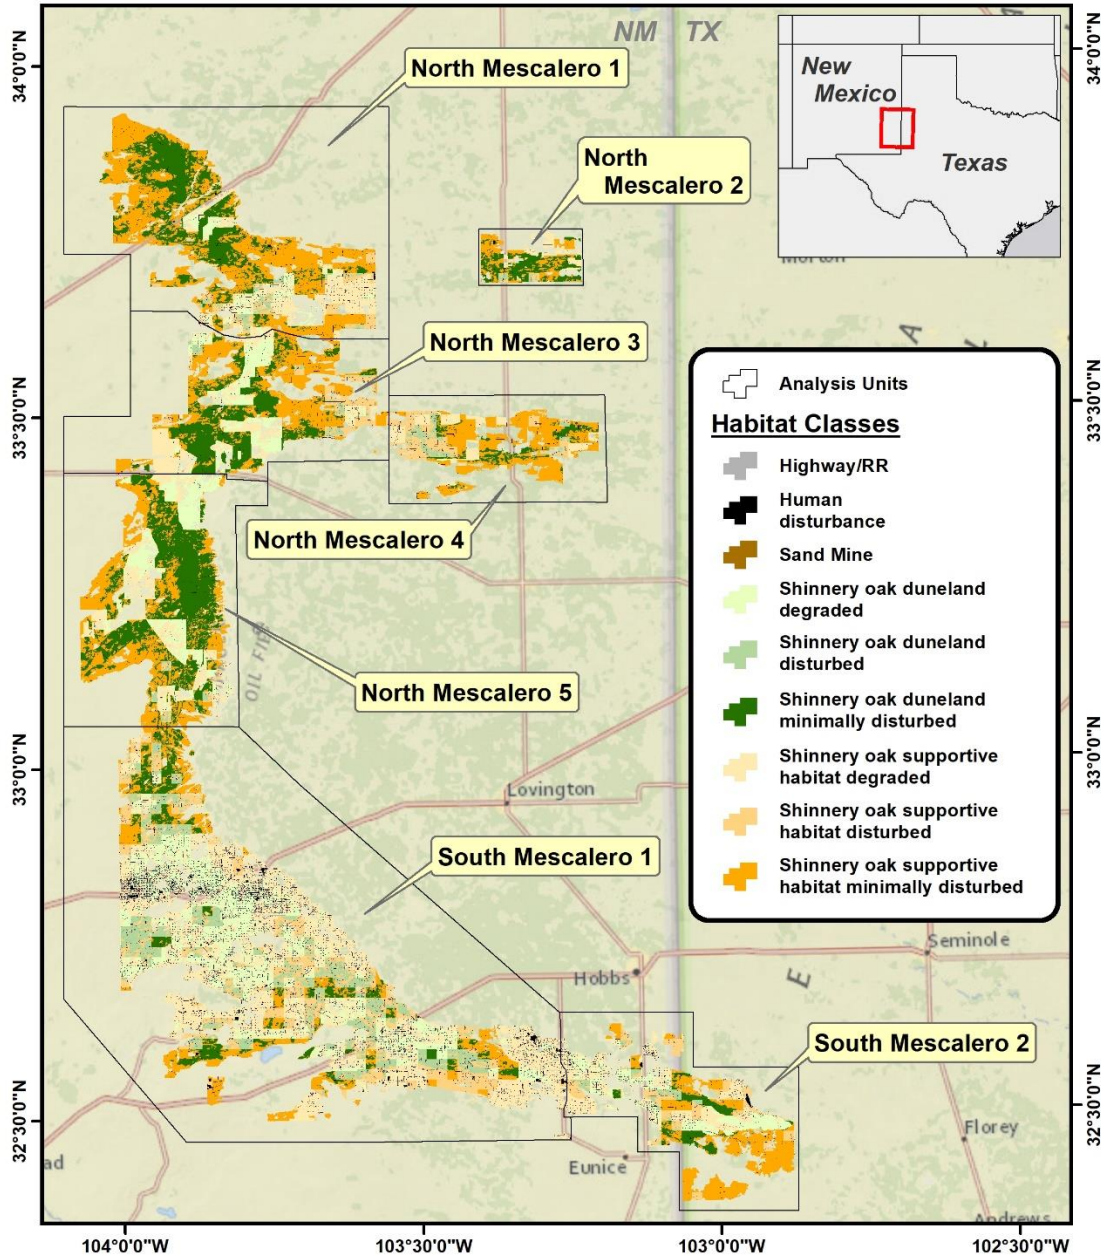 NM TX
North Mescalero 1
North
Mescalero 2
North Mescalero 3
North Mescalero 4
North Mescalero 5
South Mescalero 1
South Mescalero 2
New
Mexico
Texas
Morton
A
L
E
OIL FIE
Lovington
Hobbs
Eunice
Seminole
Florey
Andrews
ad
Analysis Units
Habitat Classes
Highway/RR
Human
disturbance
Sand Mine
Shinnery oak duneland
degraded
Shinnery oak duneland
disturbed
Shinnery oak duneland
minimally disturbed
Shinnery oak supportive
habitat degraded
Shinnery oak supportive
habitat disturbed
Shinnery oak supportive
habitat minimally disturbed
34°0'0"N
33°30'0"N
33°0'0"N
32°30'0"N
34°0'0"N
33°30'0"N
33°0'0"N
32°30'0"N
104°0'0"W
103°30'0"W
103°0'0"W
102°30'0"W